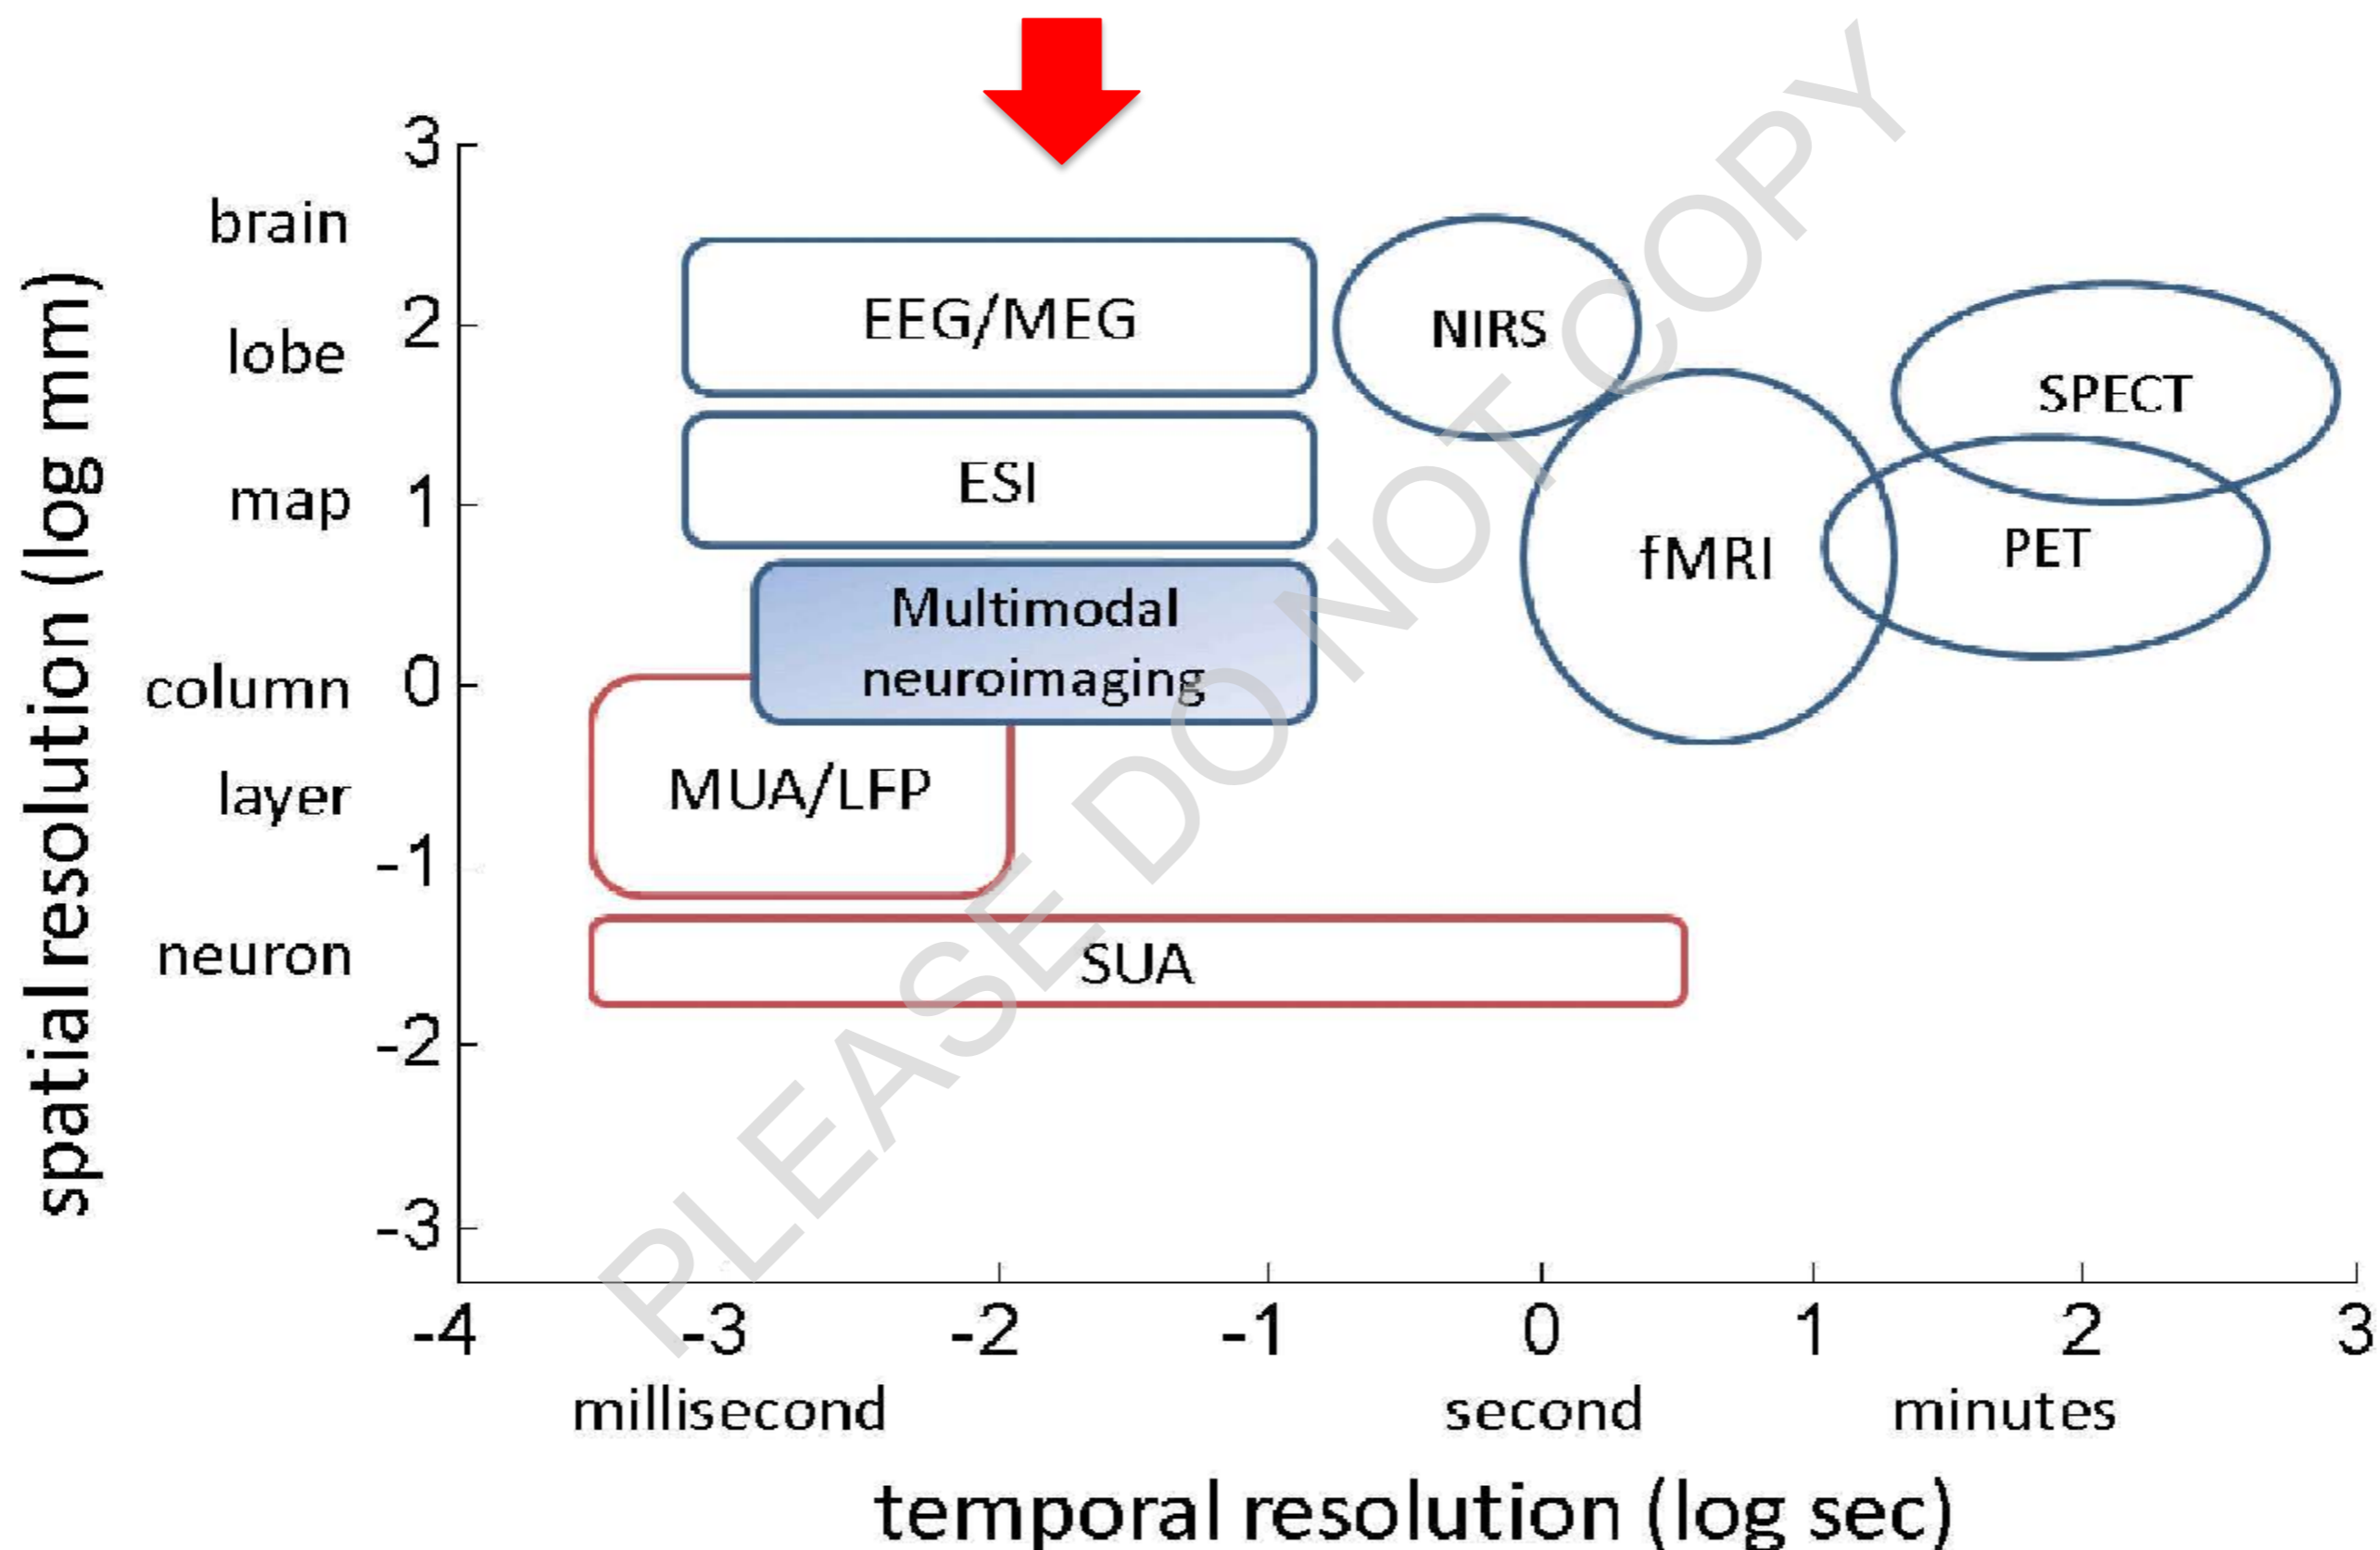 3
brain
EEG/MEG
NIRS
2
lobe
SPECT
ESI
map
1
PET
fMRI
Multimodal
neuroimaging
column
0
MUA/LFP
layer
-1
SUA
neuron
-2
-3
spatial resolution (log mm)
-4 -3 -2 -1 0 1 2 3
millisecond second minutes
temporal resolution (log sec)
PLEASE DO NOT COPY